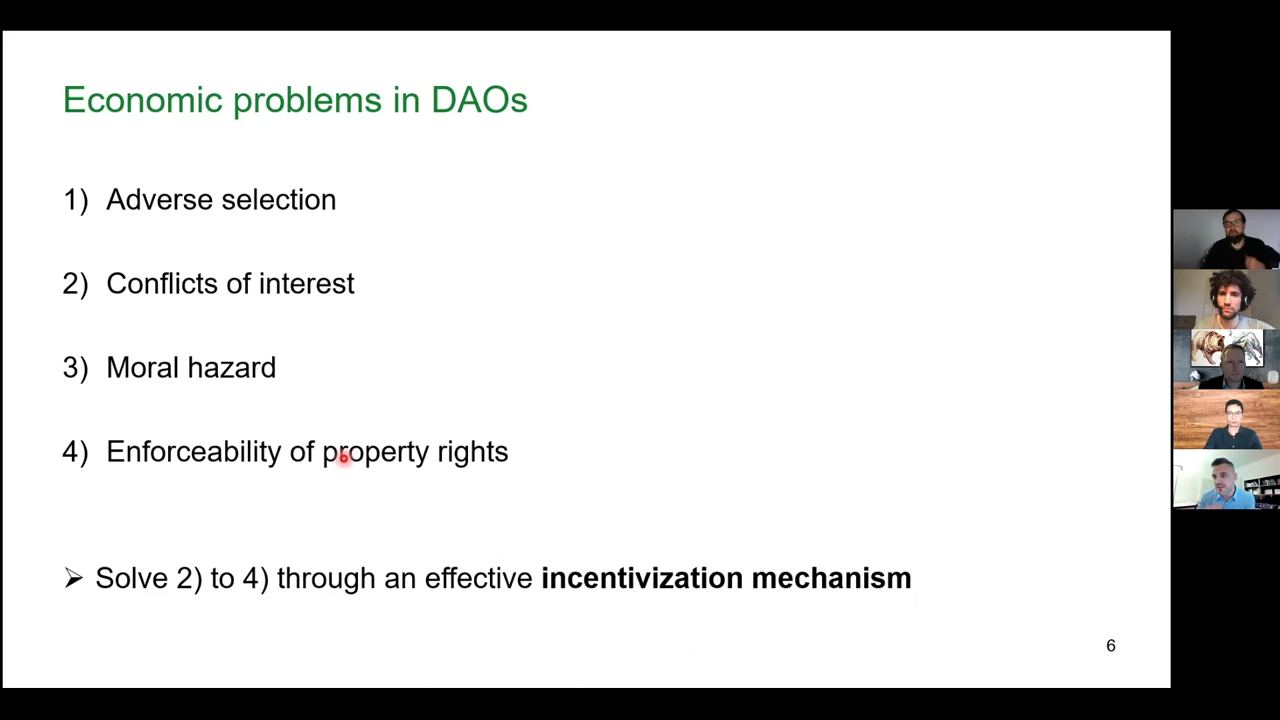 Economic problems in DAOs
1) Adverse selection
2) Conflicts of interest
3) Moral hazard
4) Enforceability of property rights
➢ Solve 2) to 4) through an effective incentivization mechanism
6